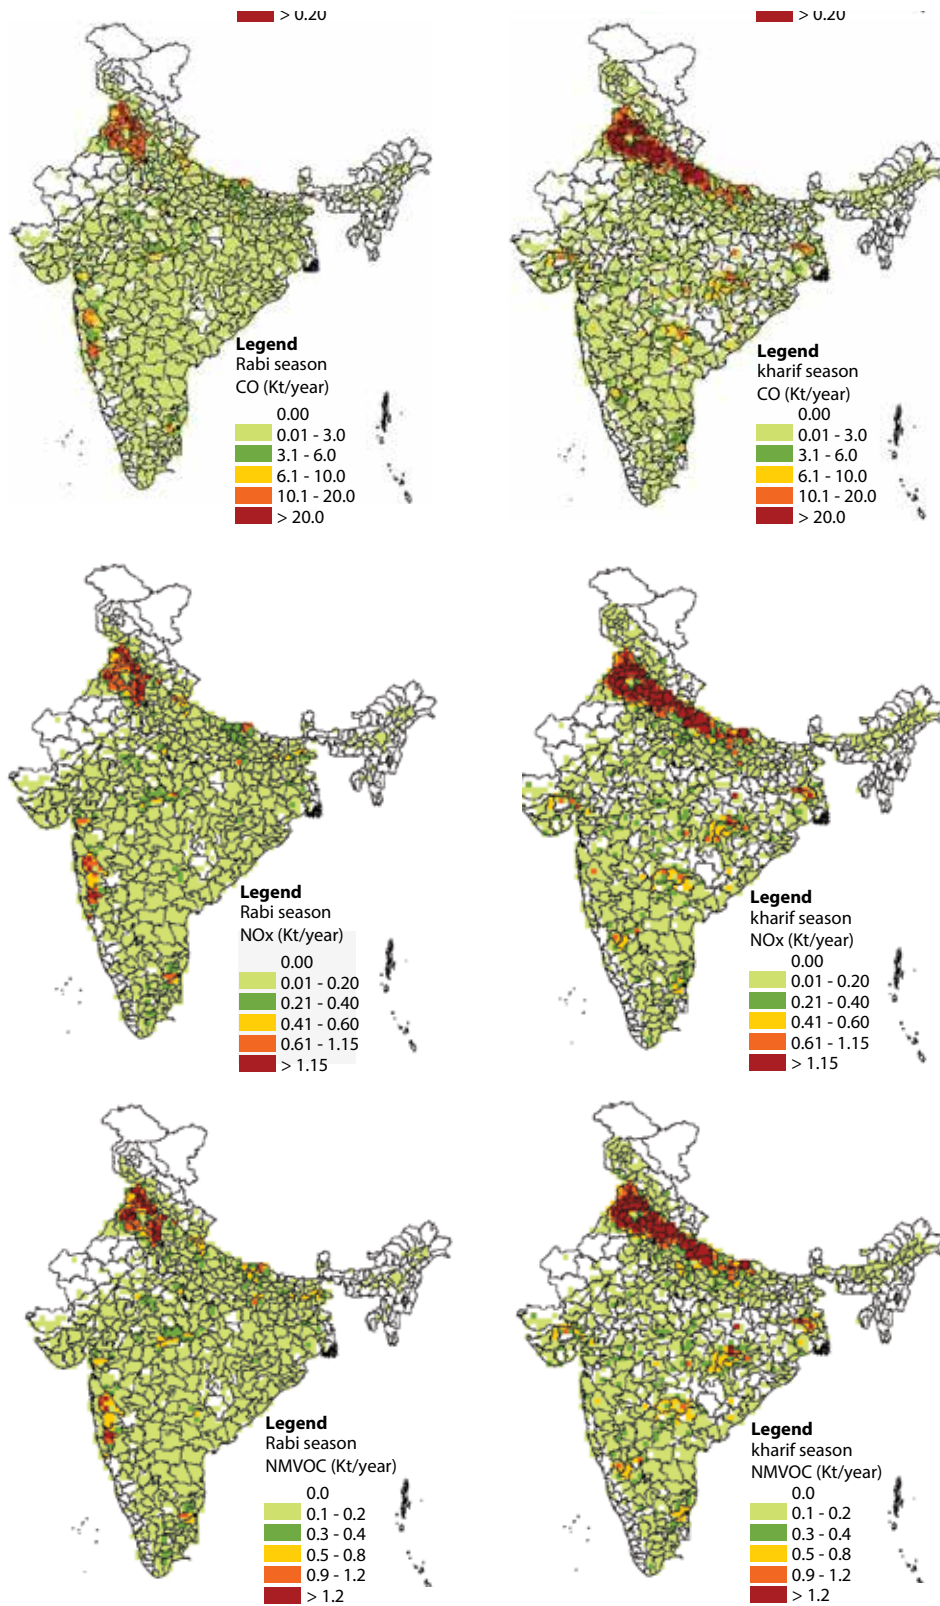 > 0.20
> 0.20
Legend
Rabi season
CO (Kt/year)
0.00
0.01 - 3.0
3.1 - 6.0
6.1 - 10.0
10.1 - 20.0
> 20.0
Legend
kharif season
CO (Kt/year)
0.00
0.01 - 3.0
3.1 - 6.0
6.1 - 10.0
10.1 - 20.0
> 20.0
Legend
Rabi season
NOx (Kt/year)
0.00
0.01 - 0.20
0.21 - 0.40
0.41 - 0.60
0.61 - 1.15
> 1.15
Legend
kharif season
NOx (Kt/year)
0.00
0.01 - 0.20
0.21 - 0.40
0.41 - 0.60
0.61 - 1.15
> 1.15
Legend
Rabi season
NMVOC (Kt/year)
0.0
0.1 - 0.2
0.3 - 0.4
0.5 - 0.8
0.9 - 1.2
> 1.2
Legend
kharif season
NMVOC (Kt/year)
0.0
0.1 - 0.2
0.3 - 0.4
0.5 - 0.8
0.9 - 1.2
> 1.2